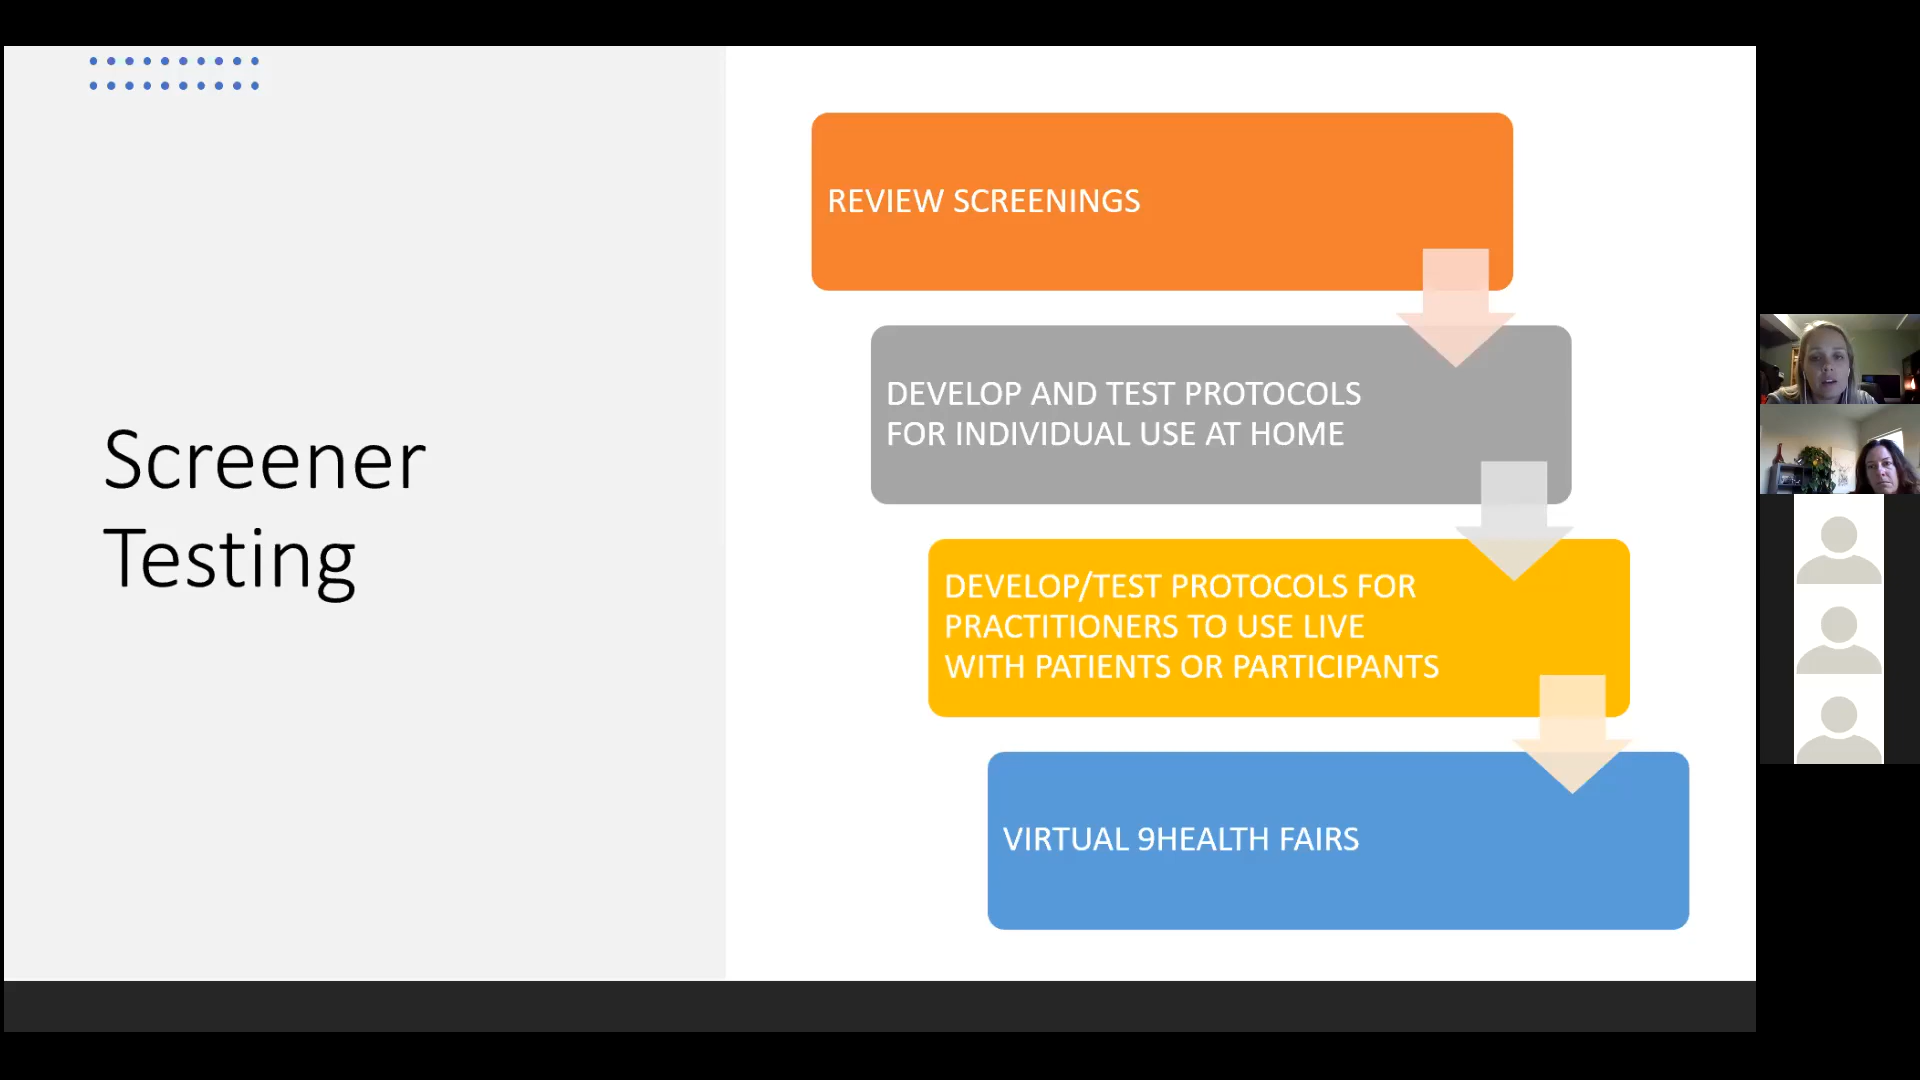 Screener
Testing
REVIEW SCREENINGS
DEVELOP AND TEST PROTOCOLS
FOR INDIVIDUAL USE AT HOME
DEVELOP/TEST PROTOCOLS FOR
PRACTITIONERS TO USE LIVE
WITH PATIENTS OR PARTICIPANTS
VIRTUAL 9HEALTH FAIRS